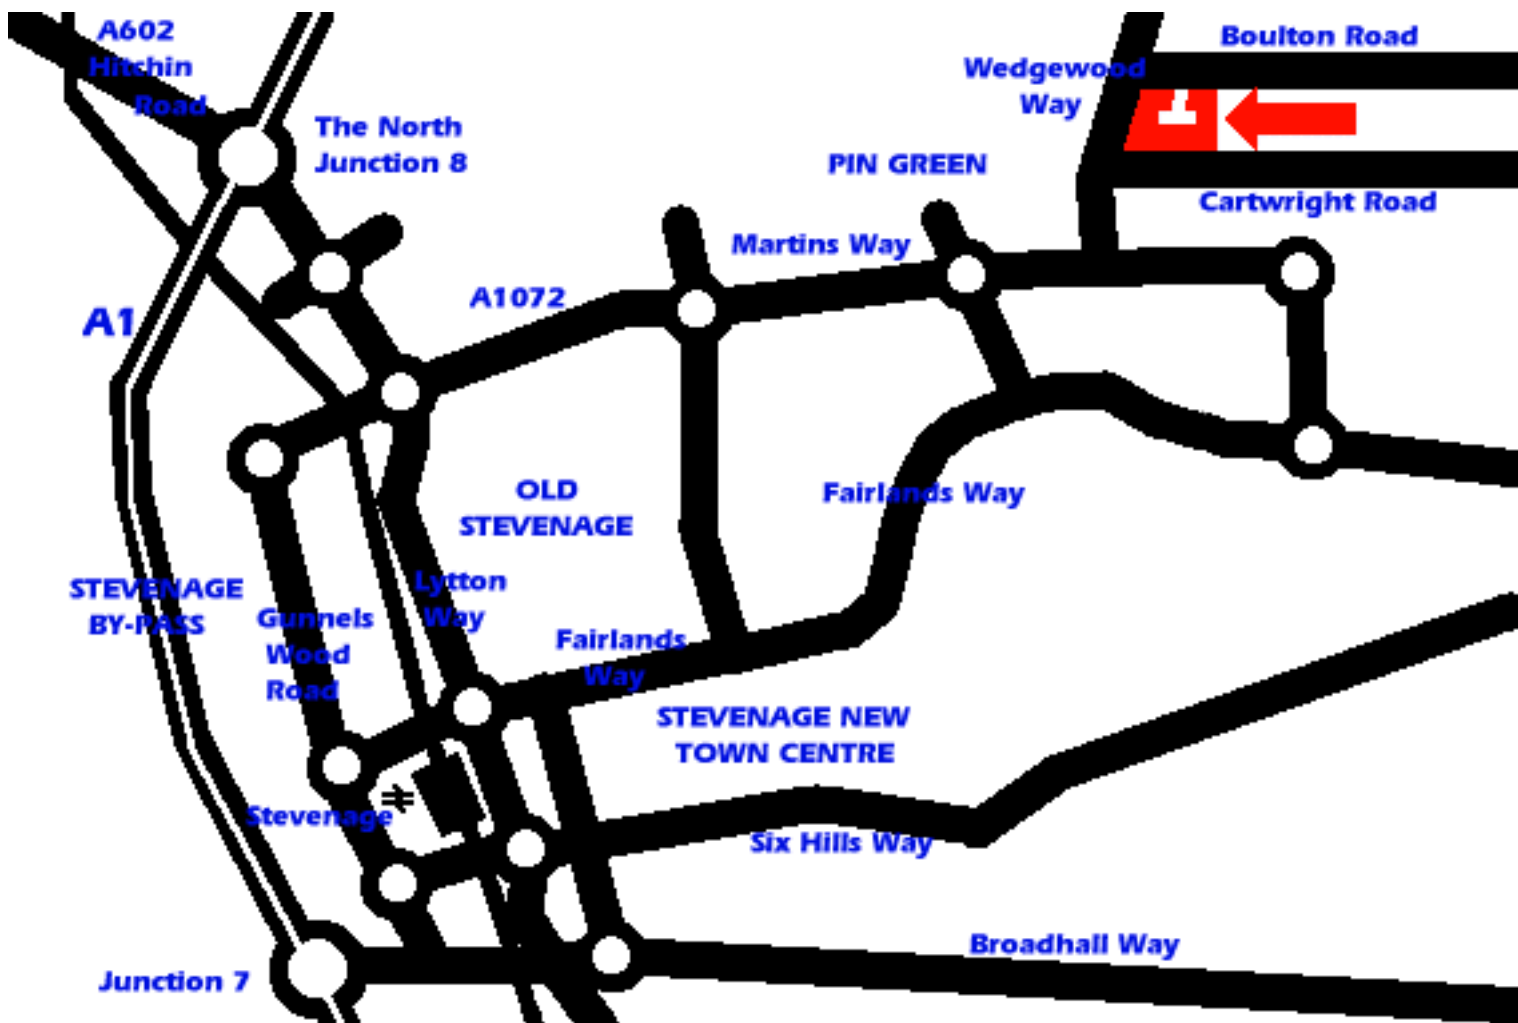 A602
Hitchin
Road
Boulton Road
Wedgewood
Way
The North
Junction 8
PIN GREEN
Cartwright Road
Martins Way
A1072
A1
OLD
STEVENAGE
Fairlands Way
STEVENAGE
BY-PASS
Lytton
Way
Gunnels
Wood
Road
Fairlands
Way
STEVENAGE NEW
TOWN CENTRE
Stevenage
Six Hills Way
Broadhall Way
Junction 7